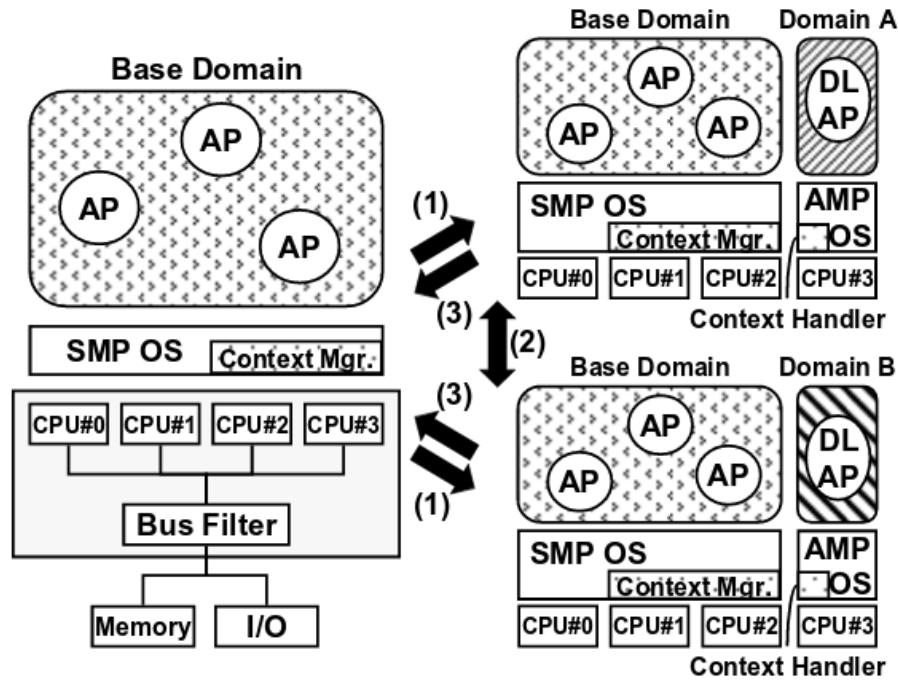 Base Domain
AP
AP
AP
SMP OS
Context Mgr.
CPU#0 CPU#1 CPU#2 CPU#3
Bus Filter
Memory I/O
(1)
(3)
(2)
(3)
(1)
Base Domain Domain A
AP
AP
AP
DL
AP
SMP OS
Context Mgr.
AMP
OS
CPU#0 CPU#1 CPU#2 CPU#3
Context Handler
Base Domain Domain B
AP
AP
AP
DL
AP
SMP OS
Context Mgr.
AMP
OS
CPU#0 CPU#1 CPU#2 CPU#3
Context Handler